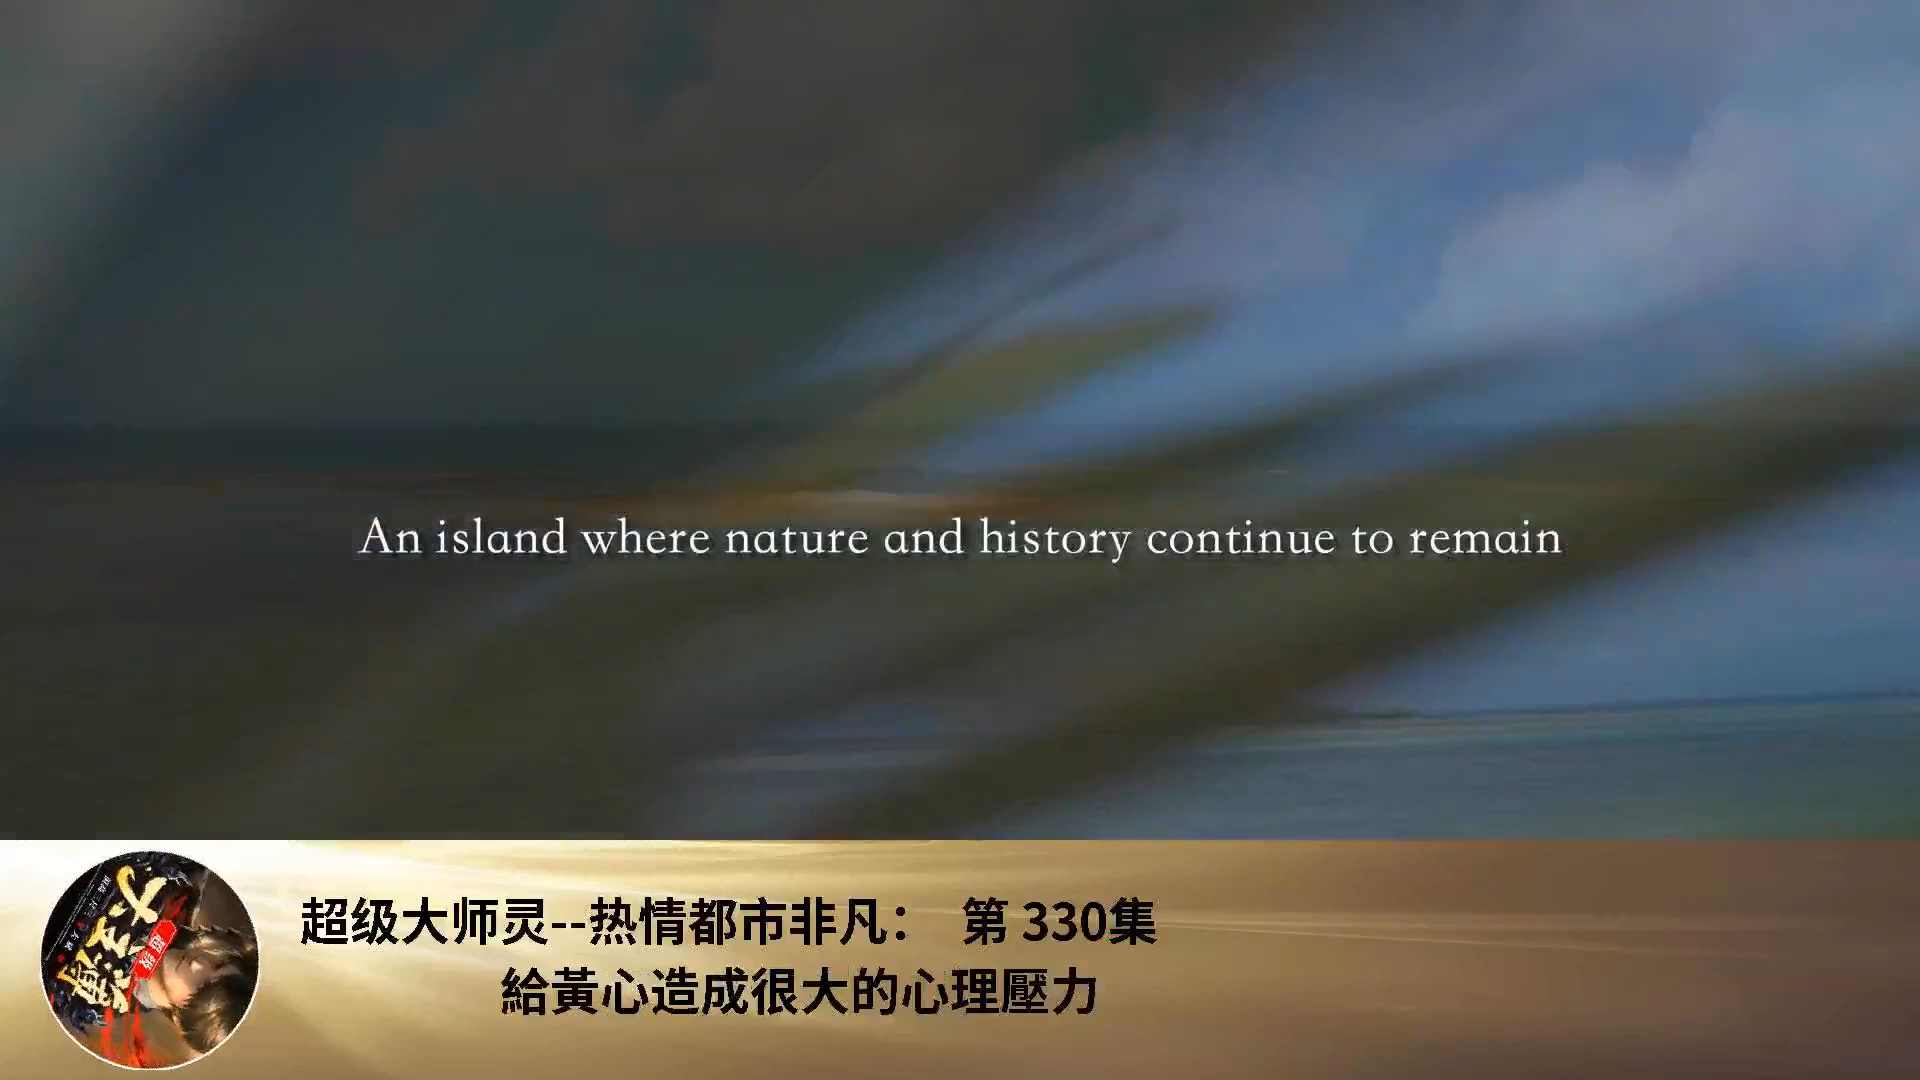 An island where nature and history continue to remain
超级大师灵--热情都市非凡： 第 330集
給黃心造成很大的心理壓力